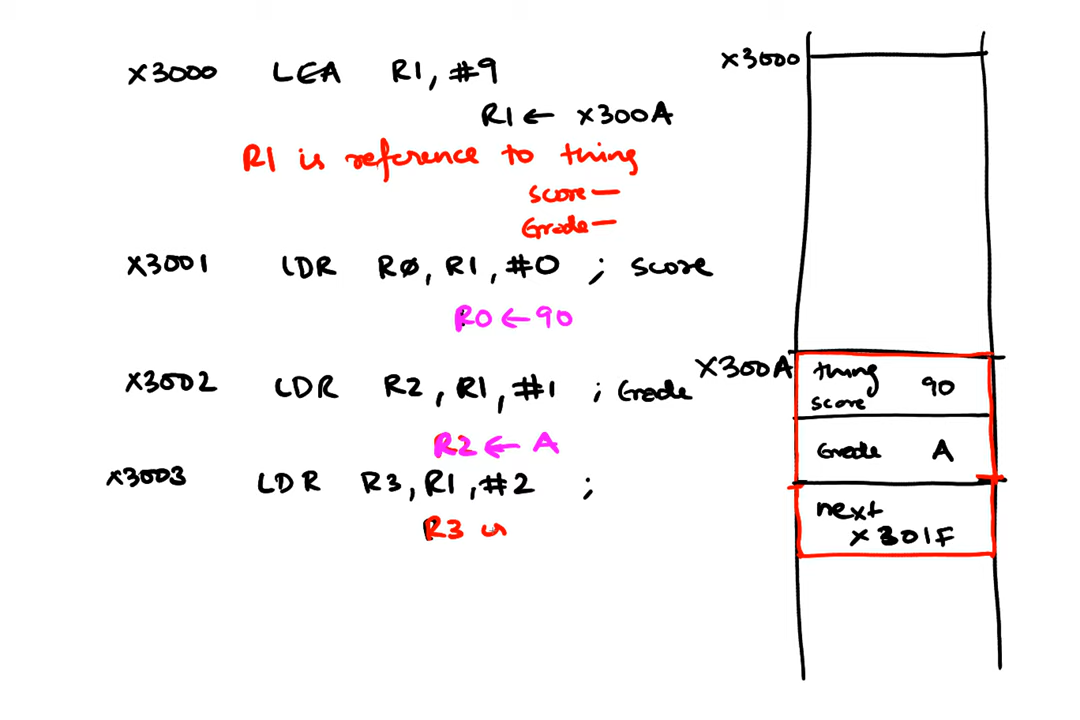 x3000 LEA R1, #9
R1 ← x300A
R1 is reference to thing
score —
Grade —
x3001 LDR RØ, R1, #0 ; score
R0 ← 90
x3002 LDR R2, R1, #1 ; Grade
R2 ← A
x3003 LDR R3, R1, #2 ;
R3 is
x3000
x300A
thing
score 90
Grade A
next
x301F